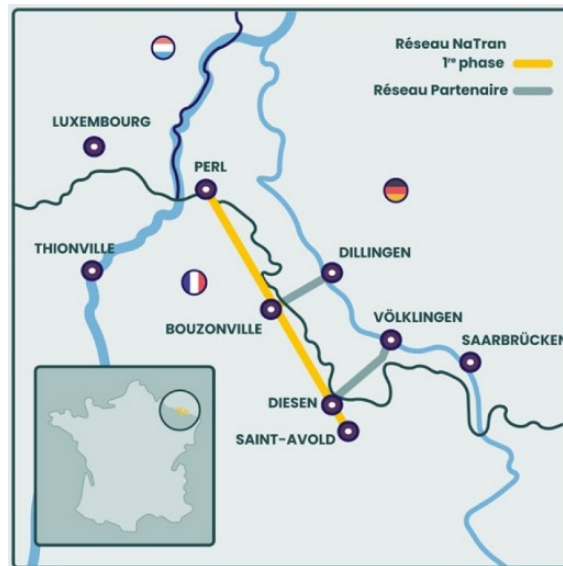 Réseau NaTran
1re phase
Réseau Partenaire
LUXEMBOURG
PERL
THIONVILLE
DILLINGEN
BOUZONVILLE
VÖLKLINGEN
SAARBRÜCKEN
DIESEN
SAINT-AVOLD